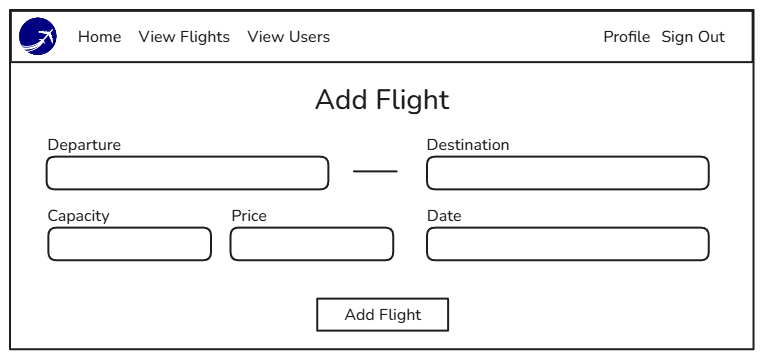 Home View Flights View Users Profile Sign Out
Add Flight
Departure Destination
Capacity Price Date
Add Flight